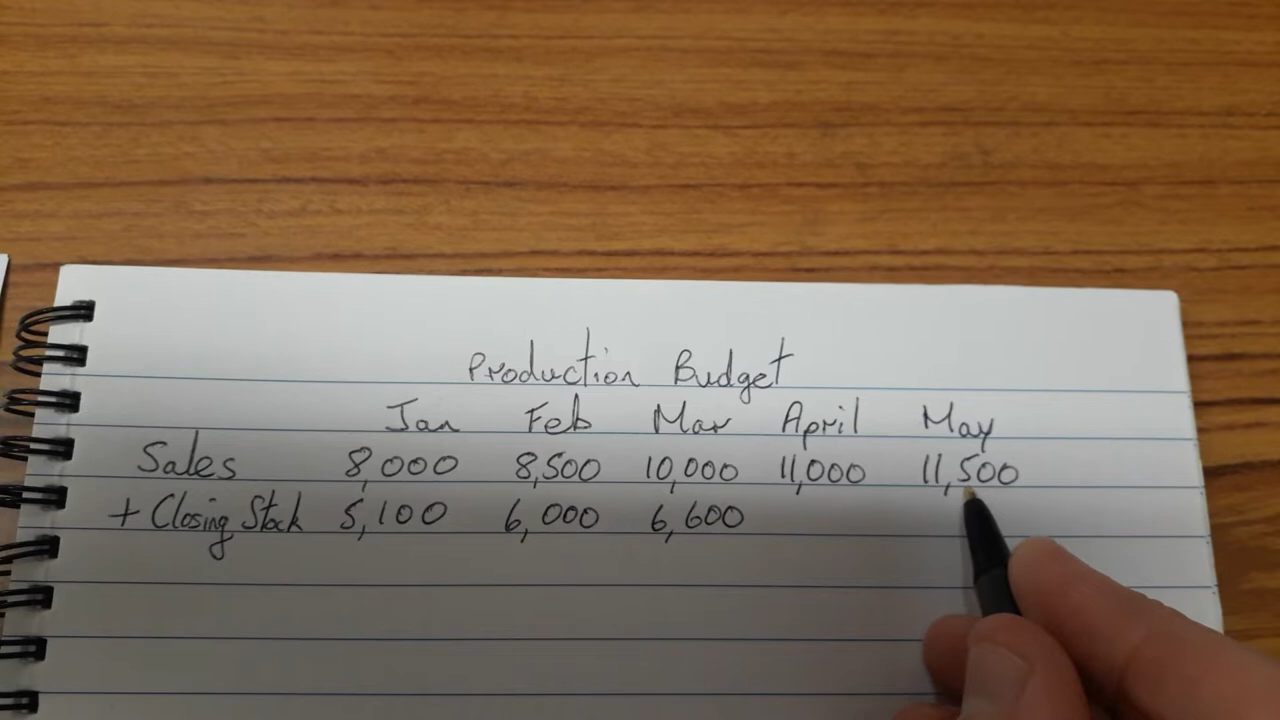 Production Budget
Jan Feb Mar April May
Sales 8,000 8,500 10,000 11,000 11,500
+ Closing Stock 5,100 6,000 6,600